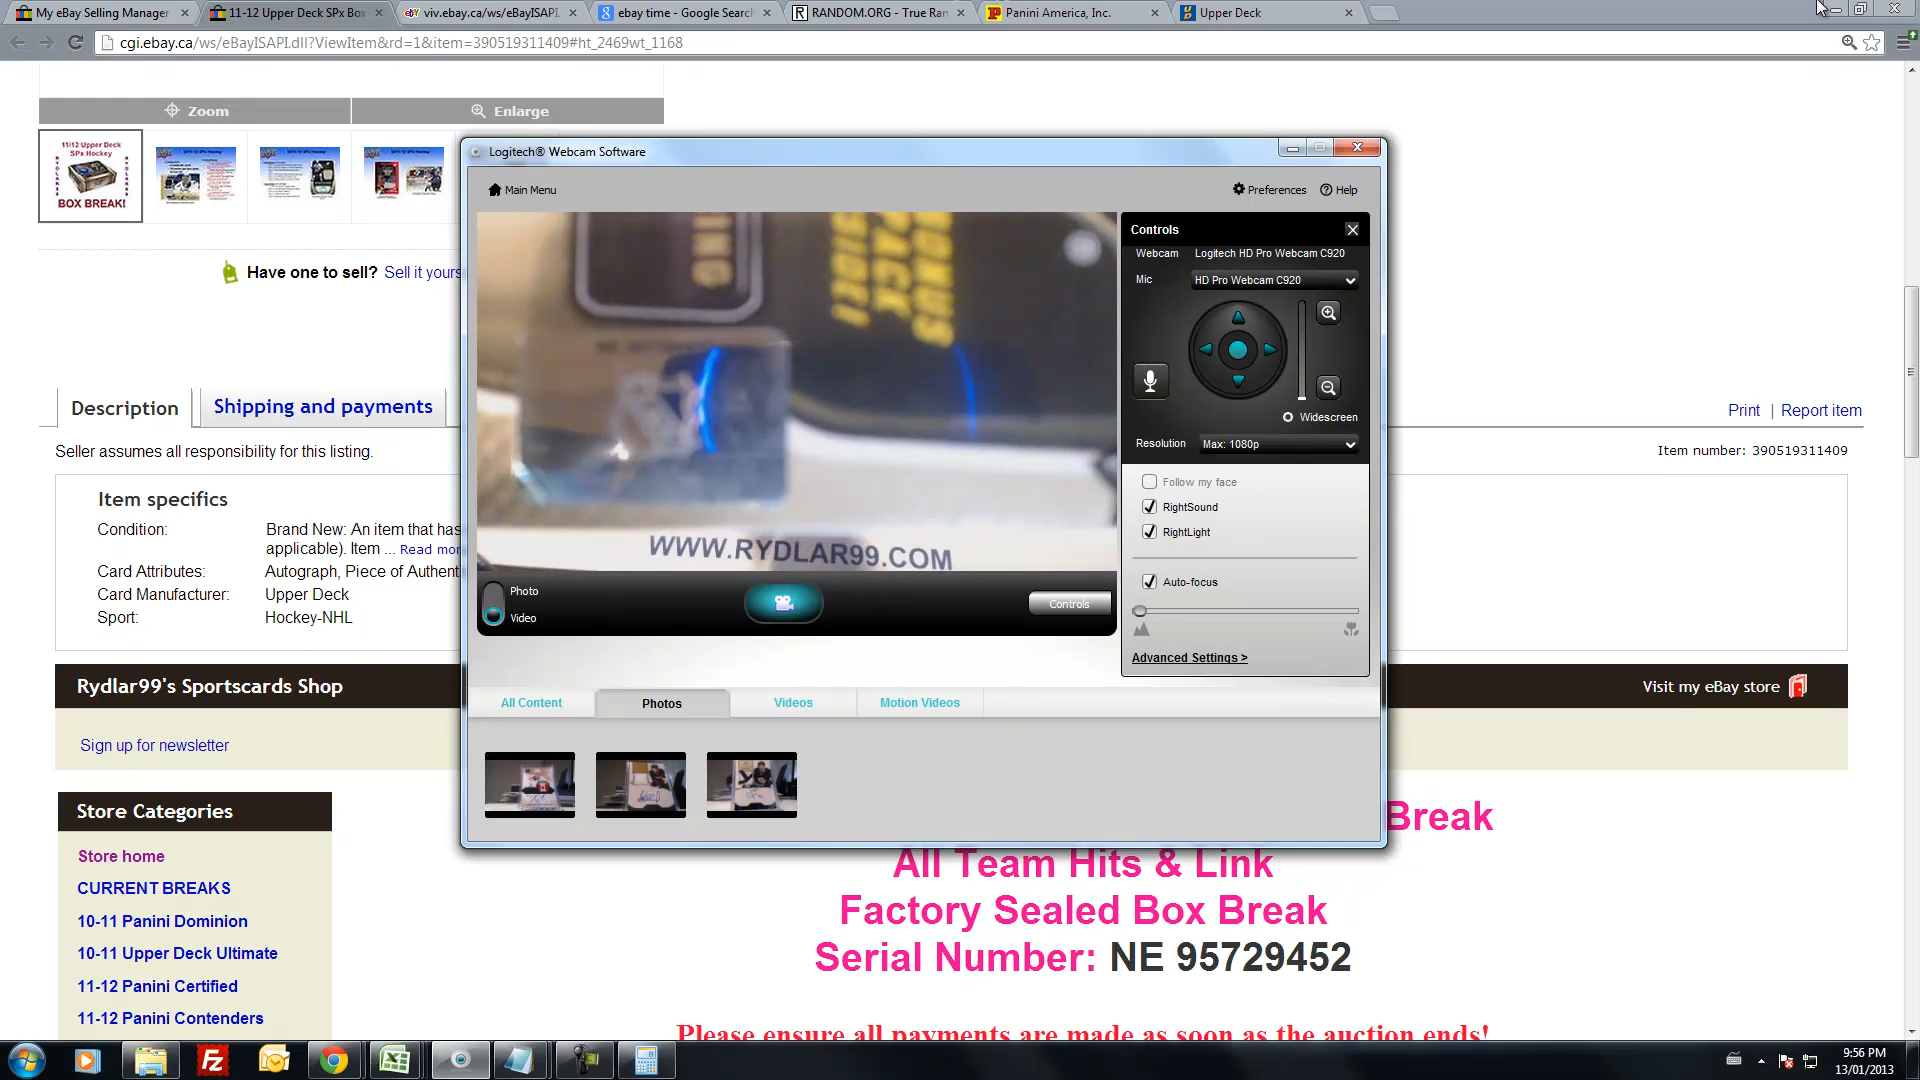 My eBay Selling Manager
11-12 Upper Deck SPx Box
viv.ebay.ca/ws/eBayISAPI.
ebay time - Google Search
RANDOM.ORG - True Ran
Panini America, Inc.
Upper Deck
cgi.ebay.ca/ws/eBayISAPI.dll?ViewItem&rd=1&item=390519311409#ht_2469wt_1168
Zoom
Enlarge
11/12 Upper Deck
SPx Hockey
BOX BREAK!
Have one to sell? Sell it yours
Description
Shipping and payments
Print | Report item
Seller assumes all responsibility for this listing.
Item number: 390519311409
Item specifics
Condition: Brand New: An item that has
applicable). Item ... Read mor
Card Attributes: Autograph, Piece of Authent
Card Manufacturer: Upper Deck
Sport: Hockey-NHL
Rydlar99's Sportscards Shop
Visit my eBay store
Sign up for newsletter
Store Categories
Store home
CURRENT BREAKS
10-11 Panini Dominion
10-11 Upper Deck Ultimate
11-12 Panini Certified
11-12 Panini Contenders
Logitech® Webcam Software
Main Menu
Preferences
Help
BONUS
PACK
INSIDE!
WWW.RYDLAR99.COM
Photo
Video
Controls
Controls
Webcam Logitech HD Pro Webcam C920
Mic HD Pro Webcam C920
Widescreen
Resolution Max: 1080p
Follow my face
RightSound
RightLight
Auto-focus
Advanced Settings >
All Content
Photos
Videos
Motion Videos
Break
All Team Hits & Link
Factory Sealed Box Break
Serial Number: NE 95729452
Please ensure all payments are made as soon as the auction ends!
9:56 PM
13/01/2013